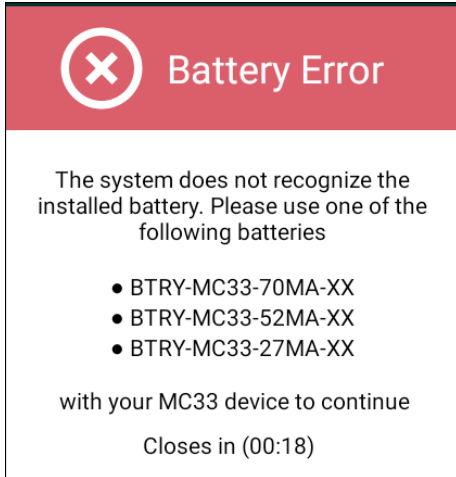 Battery Error
The system does not recognize the
installed battery. Please use one of the
following batteries
● BTRY-MC33-70MA-XX
● BTRY-MC33-52MA-XX
● BTRY-MC33-27MA-XX
with your MC33 device to continue
Closes in (00:18)